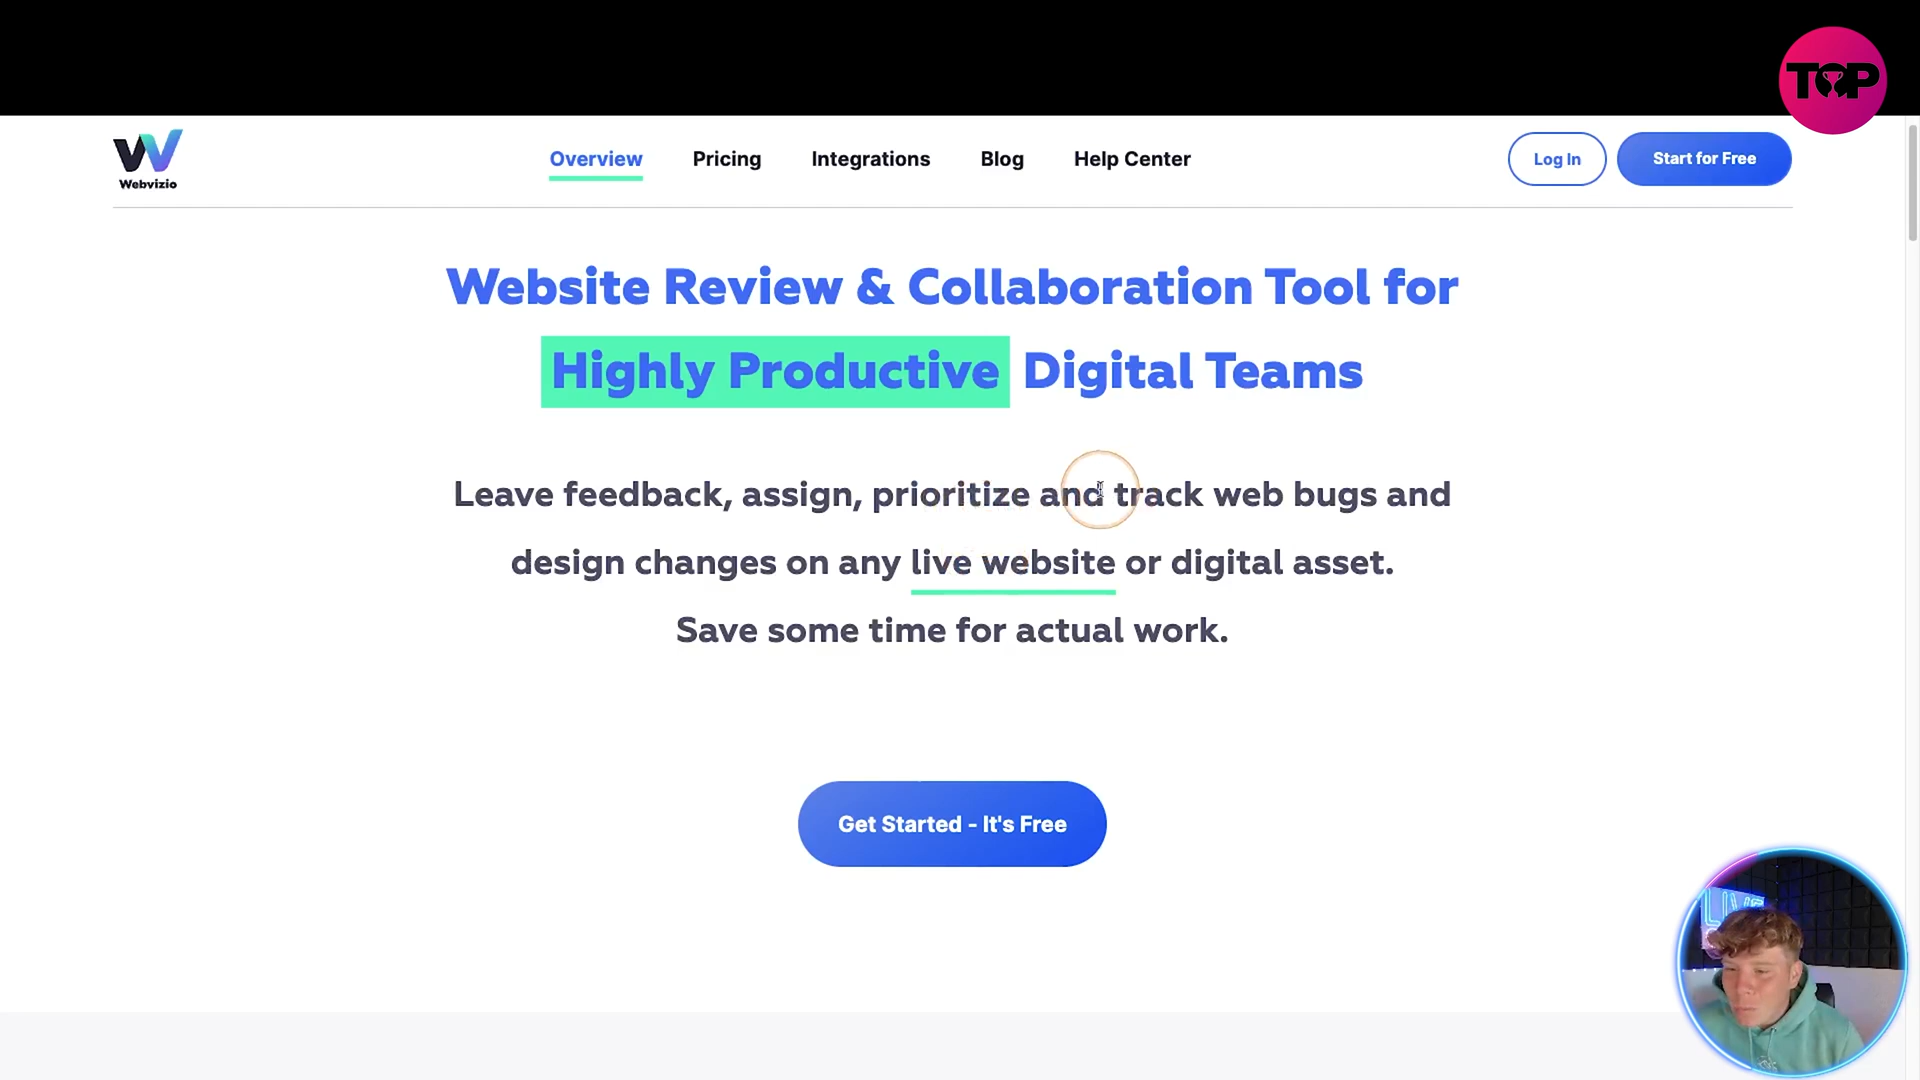 TOP
Webvizio
Overview
Pricing
Integrations
Blog
Help Center
Log In
Start for Free
Website Review & Collaboration Tool for
Highly Productive Digital Teams
Leave feedback, assign, prioritize and track web bugs and
design changes on any live website or digital asset.
Save some time for actual work.
Get Started - It's Free
LIVE